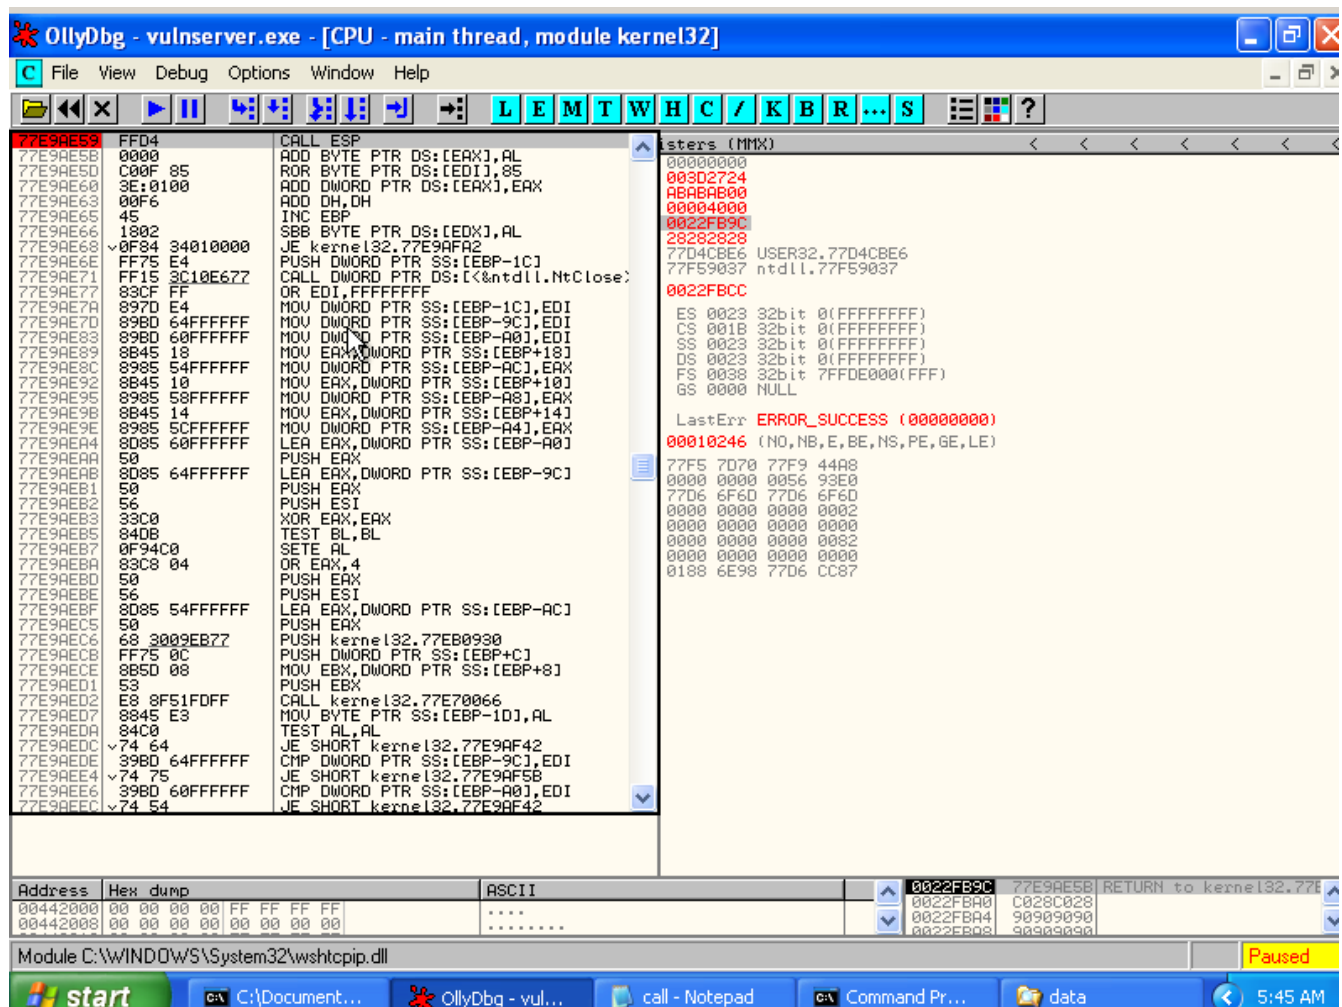 OllyDbg - vulnserver.exe - [CPU - main thread, module kernel32]
C File View Debug Options Window Help
L E M T W H C / K B R ... S ?
77E9AE59 FFD4 CALL ESP
77E9AE5B 0000 ADD BYTE PTR DS:[EAX],AL
77E9AE5D C00F 85 ROR BYTE PTR DS:[EDI],85
77E9AE60 3E:0100 ADD DWORD PTR DS:[EAX],EAX
77E9AE63 00F6 ADD DH,DH
77E9AE65 45 INC EBP
77E9AE66 1802 SBB BYTE PTR DS:[EDX],AL
77E9AE68 0F84 34010000 JE kernel32.77E9AFA2
77E9AE6E FF75 E4 PUSH DWORD PTR SS:[EBP-1C]
77E9AE71 FF15 3C10E677 CALL DWORD PTR DS:[<&ntdll.NtClose>
77E9AE77 83CF FF OR EDI,FFFFFFFF
77E9AE7A 897D E4 MOV DWORD PTR SS:[EBP-1C],EDI
77E9AE7D 89BD 64FFFFFF MOV DWORD PTR SS:[EBP-9C],EDI
77E9AE83 89BD 60FFFFFF MOV DWORD PTR SS:[EBP-A0],EDI
77E9AE89 8B45 18 MOV EAX,DWORD PTR SS:[EBP+18]
77E9AE8C 8985 54FFFFFF MOV DWORD PTR SS:[EBP-AC],EAX
77E9AE92 8B45 10 MOV EAX,DWORD PTR SS:[EBP+10]
77E9AE95 8985 58FFFFFF MOV DWORD PTR SS:[EBP-A8],EAX
77E9AE9B 8B45 14 MOV EAX,DWORD PTR SS:[EBP+14]
77E9AE9E 8985 5CFFFFFF MOV DWORD PTR SS:[EBP-A4],EAX
77E9AEA4 8D85 60FFFFFF LEA EAX,DWORD PTR SS:[EBP-A0]
77E9AEAA 50 PUSH EAX
77E9AEAB 8D85 64FFFFFF LEA EAX,DWORD PTR SS:[EBP-9C]
77E9AEB1 50 PUSH EAX
77E9AEB2 56 PUSH ESI
77E9AEB3 33C0 XOR EAX,EAX
77E9AEB5 84DB TEST BL,BL
77E9AEB7 0F94C0 SETE AL
77E9AEBA 83C8 04 OR EAX,4
77E9AEBD 50 PUSH EAX
77E9AEBE 56 PUSH ESI
77E9AEBF 8D85 54FFFFFF LEA EAX,DWORD PTR SS:[EBP-AC]
77E9AEC5 50 PUSH EAX
77E9AEC6 68 3009EB77 PUSH kernel32.77EB0930
77E9AECB FF75 0C PUSH DWORD PTR SS:[EBP+C]
77E9AECE 8B5D 08 MOV EBX,DWORD PTR SS:[EBP+8]
77E9AED1 53 PUSH EBX
77E9AED2 E8 8F51FDFF CALL kernel32.77E70066
77E9AED7 8845 E3 MOV BYTE PTR SS:[EBP-1D],AL
77E9AEDA 84C0 TEST AL,AL
77E9AEDC 74 64 JE SHORT kernel32.77E9AF42
77E9AEDE 39BD 64FFFFFF CMP DWORD PTR SS:[EBP-9C],EDI
77E9AEE4 74 75 JE SHORT kernel32.77E9AF5B
77E9AEE6 39BD 60FFFFFF CMP DWORD PTR SS:[EBP-A0],EDI
77E9AEEC 74 54 JE SHORT kernel32.77E9AF42
isters (MMX) < < < < < < <
00000000
003D2724
ABABAB00
00004000
0022FB9C
28282828
77D4CBE6 USER32.77D4CBE6
77F59037 ntdll.77F59037
0022FBCC
ES 0023 32bit 0(FFFFFFFF)
CS 001B 32bit 0(FFFFFFFF)
SS 0023 32bit 0(FFFFFFFF)
DS 0023 32bit 0(FFFFFFFF)
FS 0038 32bit 7FFDE000(FFF)
GS 0000 NULL
LastErr ERROR_SUCCESS (00000000)
00010246 (NO,NB,E,BE,NS,PE,GE,LE)
77F5 7D70 77F9 44A8
0000 0000 0056 93E0
77D6 6F6D 77D6 6F6D
0000 0000 0000 0002
0000 0000 0000 0000
0000 0000 0000 0082
0000 0000 0000 0000
0188 6E98 77D6 CC87
Address Hex dump ASCII
00442000 00 00 00 00 FF FF FF FF ....
00442008 00 00 00 00 00 00 00 00 ........
0022FB9C 77E9AE5B RETURN to kernel32.77E
0022FBA0 C028C028
0022FBA4 90909090
0022FBA8 90909090
Module C:\WINDOWS\System32\wshtcpip.dll
Paused
start
C:\Document...
OllyDbg - vul...
call - Notepad
Command Pr...
data
5:45 AM